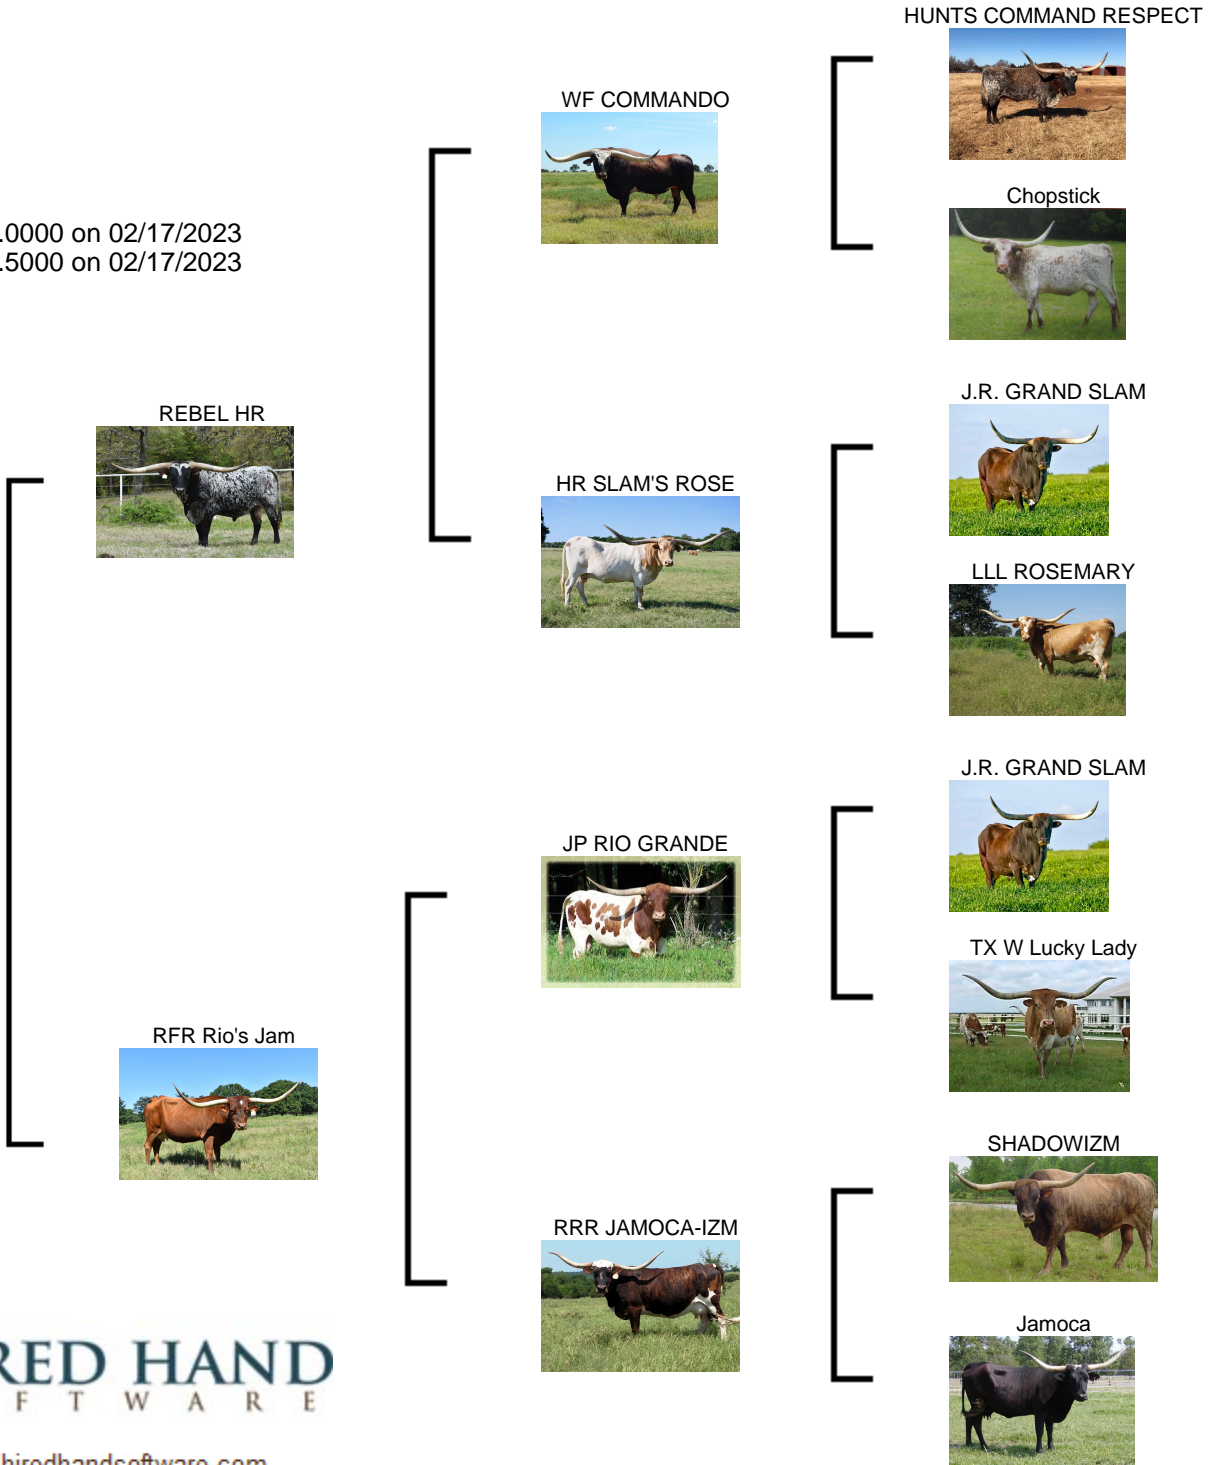 HUNTS COMMAND RESPECT
WF COMMANDO
Chopstick
.0000 on 02/17/2023
.5000 on 02/17/2023
J.R. GRAND SLAM
REBEL HR
HR SLAM'S ROSE
LLL ROSEMARY
J.R. GRAND SLAM
JP RIO GRANDE
TX W Lucky Lady
RFR Rio's Jam
SHADOWIZM
RRR JAMOCA-IZM
Jamoca
RED HAND
F T W A R E
hiredhandsoftware.com